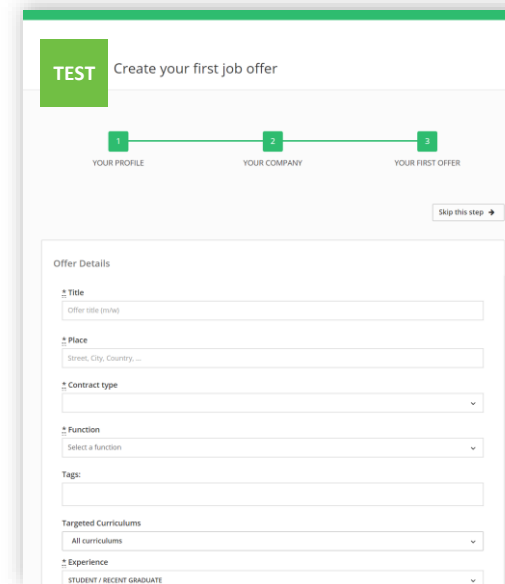 TEST
Create your first job offer
1
2
3
YOUR PROFILE
YOUR COMPANY
YOUR FIRST OFFER
Skip this step →
Offer Details
* Title
Offer title (m/w)
* Place
Street, City, Country, ...
* Contract type
* Function
Select a function
Tags:
Targeted Curriculums
All curriculums
* Experience
STUDENT / RECENT GRADUATE